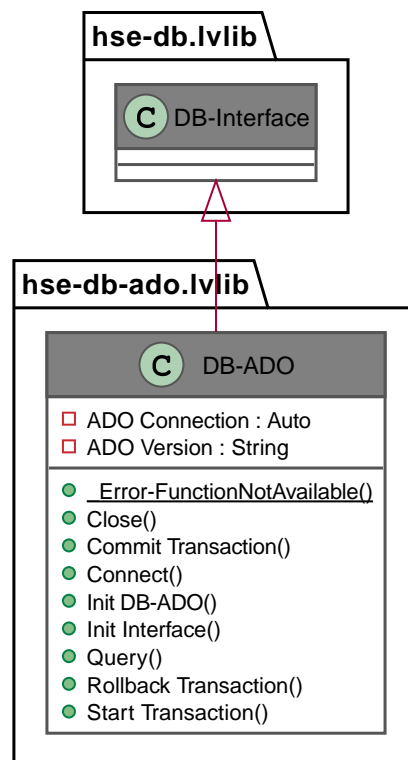 hse-db.lvlib
C DB-Interface
hse-db-ado.lvlib
C DB-ADO
ADO Connection : Auto
ADO Version : String
_Error-FunctionNotAvailable()
Close()
Commit Transaction()
Connect()
Init DB-ADO()
Init Interface()
Query()
Rollback Transaction()
Start Transaction()